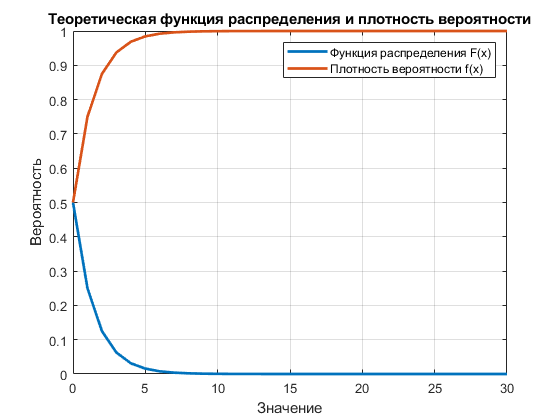 Теоретическая функция распределения и плотность вероятности
Функция распределения F(x)
Плотность вероятности f(x)
1
0.9
0.8
0.7
0.6
0.5
0.4
0.3
0.2
0.1
0
Вероятность
0 5 10 15 20 25 30
Значение